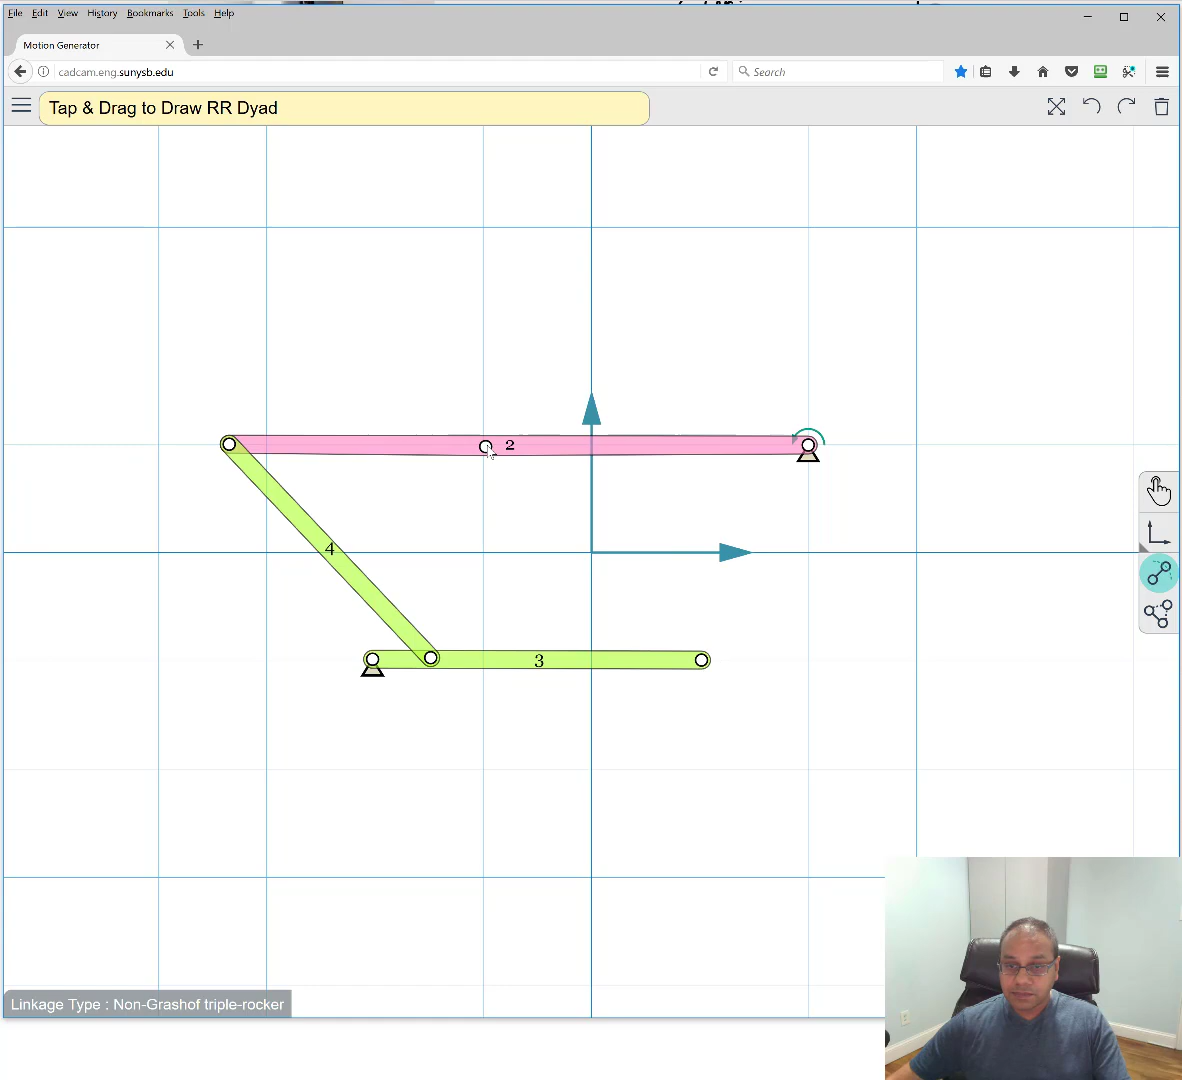 File Edit View History Bookmarks Tools Help
Motion Generator
cadcam.eng.sunysb.edu
Search
Tap & Drag to Draw RR Dyad
2
4
3
Linkage Type : Non-Grashof triple-rocker